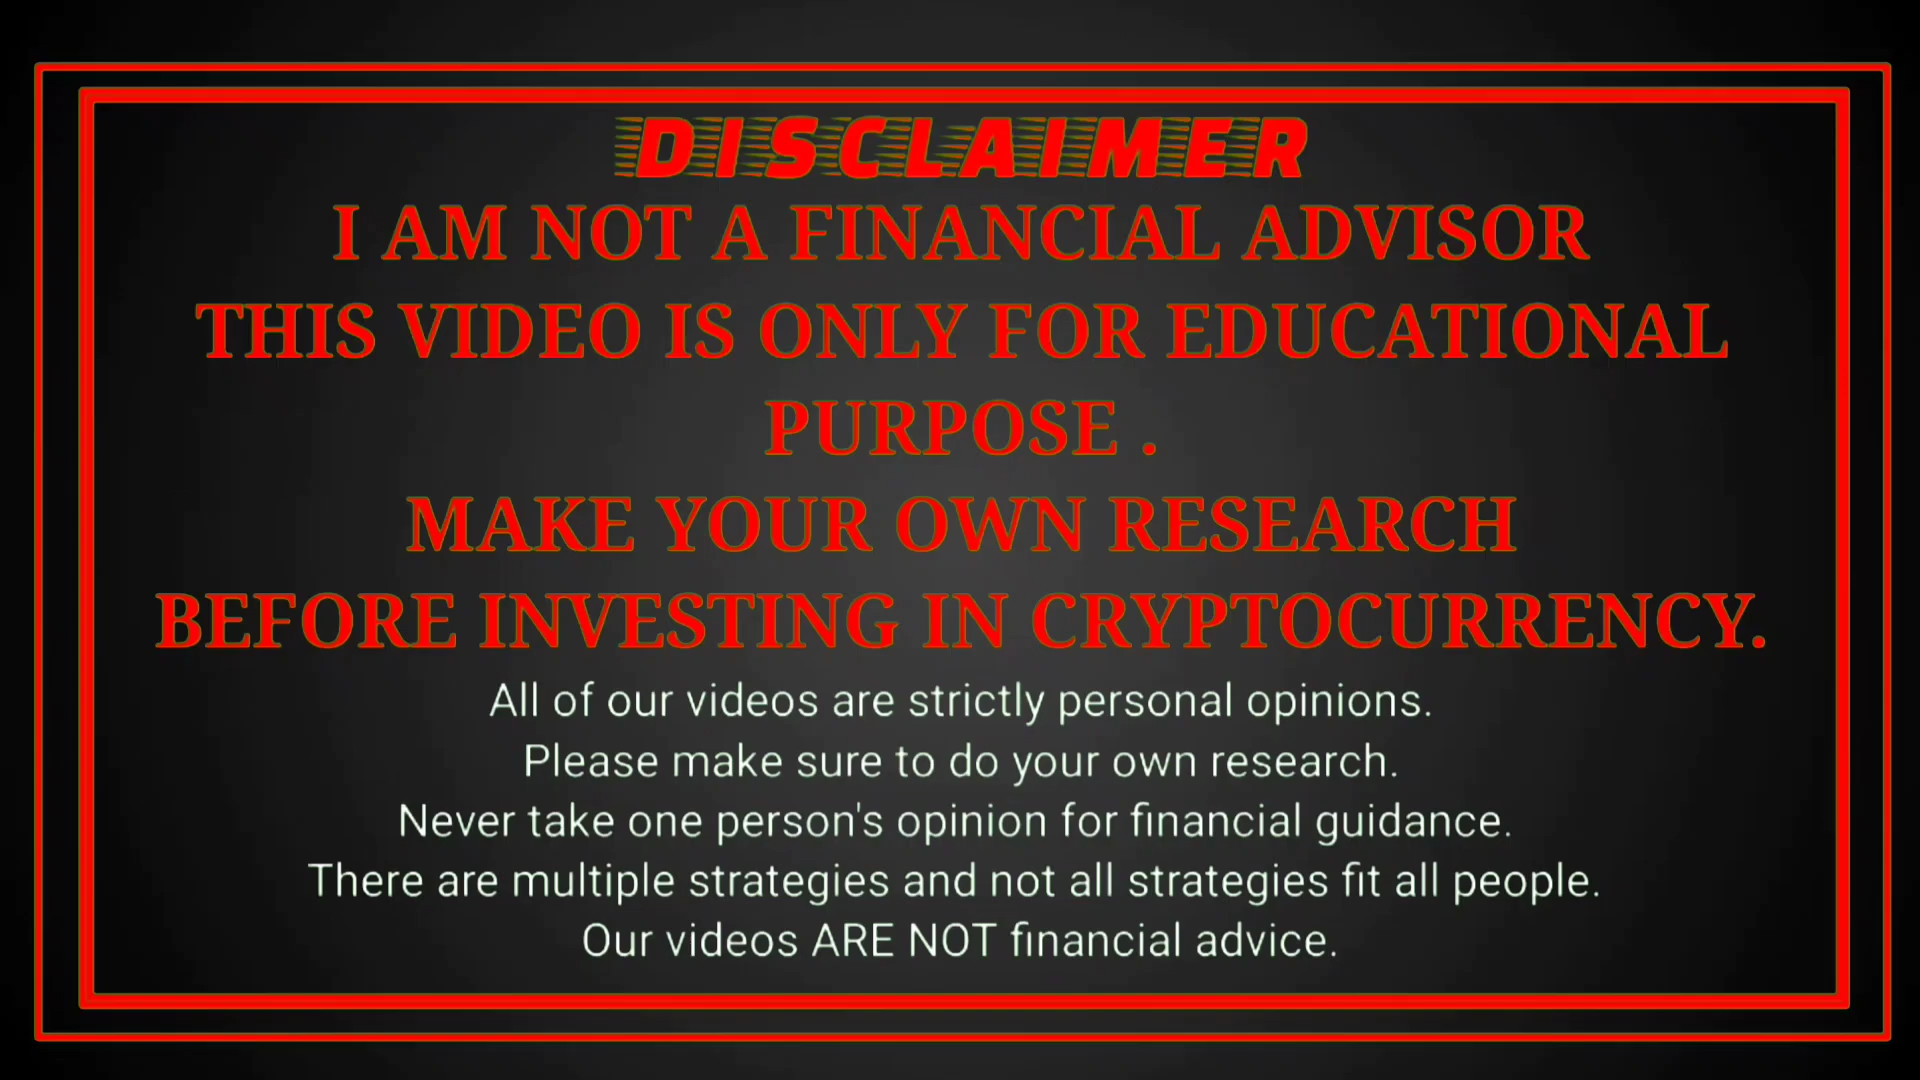 DISCLAIMER
I AM NOT A FINANCIAL ADVISOR
THIS VIDEO IS ONLY FOR EDUCATIONAL
PURPOSE .
MAKE YOUR OWN RESEARCH
BEFORE INVESTING IN CRYPTOCURRENCY.
All of our videos are strictly personal opinions.
Please make sure to do your own research.
Never take one person's opinion for financial guidance.
There are multiple strategies and not all strategies fit all people.
Our videos ARE NOT financial advice.